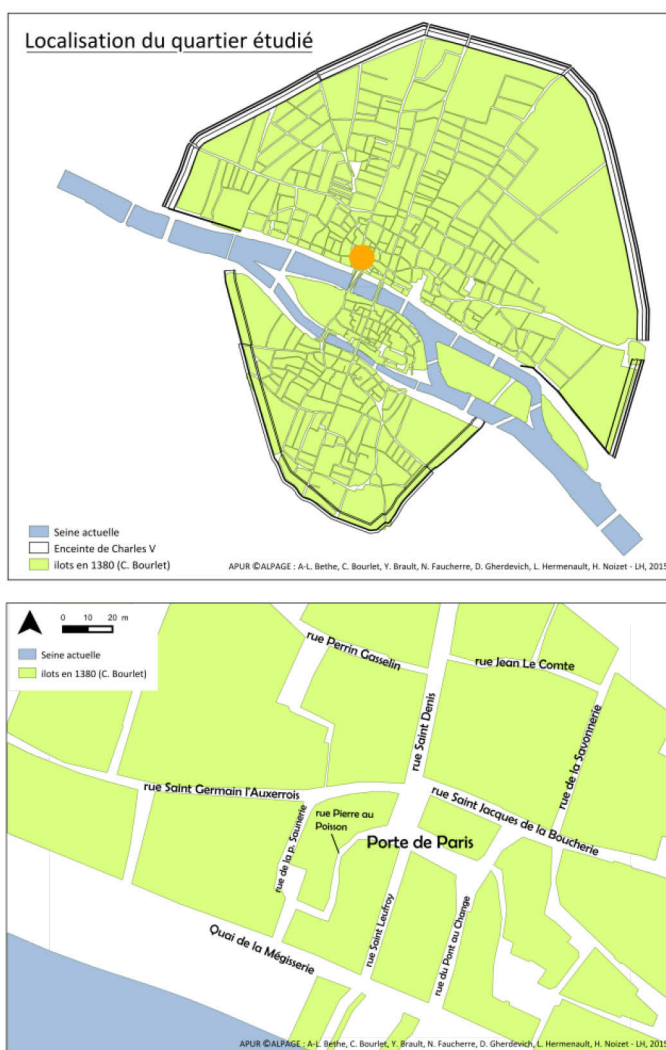 Localisation du quartier étudié
Seine actuelle
Enceinte de Charles V
ilots en 1380 (C. Bourlet)
APUR ©ALPAGE : A-L. Bethe, C. Bourlet, Y. Brault, N. Faucherre, D. Gherdevich, L. Hermenault, H. Noizet - LH, 2015
0 10 20 m
Seine actuelle
ilots en 1380 (C. Bourlet)
rue Perrin Gasselin
rue Jean Le Comte
rue Saint Denis
rue de la Savonnerie
rue Saint Germain l'Auxerrois
rue Saint Jacques de la Boucherie
rue de la p. Saunerie
rue Pierre au
Poisson
Porte de Paris
rue Saint Leufroy
rue du Pont au Change
Quai de la Mégisserie
APUR ©ALPAGE : A-L. Bethe, C. Bourlet, Y. Brault, N. Faucherre, D. Gherdevich, L. Hermenault, H. Noizet - LH, 2015